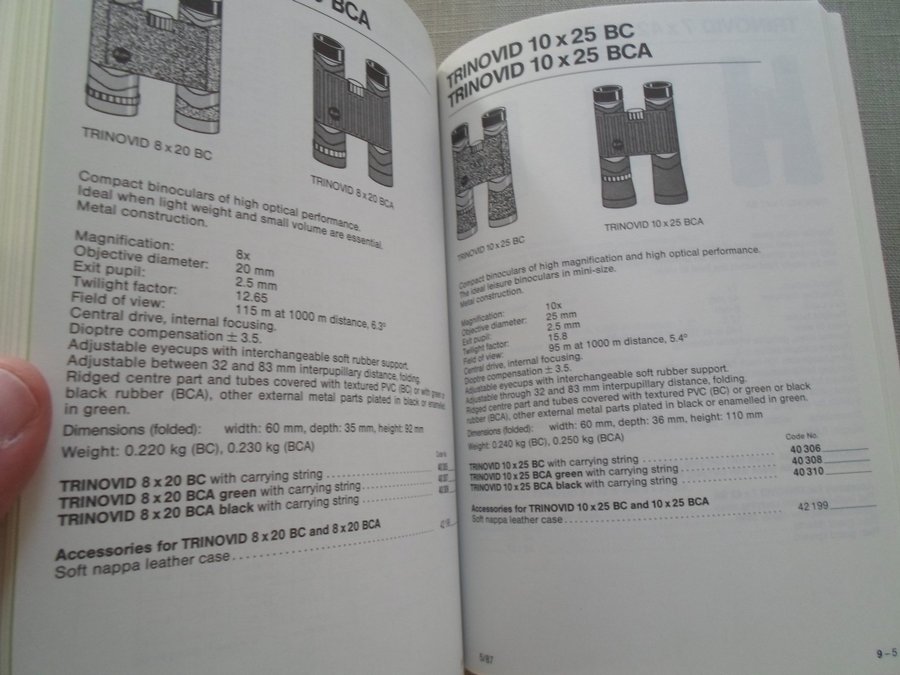 BCA
TRINOVID 8 x 20 BC
TRINOVID 8 x 20 BCA
Compact binoculars of high optical performance.
Ideal when light weight and small volume are essential.
Metal construction.
Magnification: 8x
Objective diameter: 20 mm
Exit pupil: 2.5 mm
Twilight factor: 12.65
Field of view: 115 m at 1000 m distance, 6.3°
Central drive, internal focusing.
Dioptre compensation ± 3.5.
Adjustable eyecups with interchangeable soft rubber support.
Adjustable between 32 and 83 mm interpupillary distance, folding.
Ridged centre part and tubes covered with textured PVC (BC) or with green or
black rubber (BCA), other external metal parts plated in black or enamelled
in green.
Dimensions (folded): width: 60 mm, depth: 35 mm, height: 92 mm
Weight: 0.220 kg (BC), 0.230 kg (BCA)
TRINOVID 8 x 20 BC with carrying string
TRINOVID 8 x 20 BCA green with carrying string
TRINOVID 8 x 20 BCA black with carrying string
Accessories for TRINOVID 8 x 20 BC and 8 x 20 BCA
Soft nappa leather case
TRINOVID 10 x 25 BC
TRINOVID 10 x 25 BCA
TRINOVID 10 x 25 BC
TRINOVID 10 x 25 BCA
Compact binoculars of high magnification and high optical performance.
The ideal leisure binoculars in mini-size.
Metal construction.
Magnification: 10x
Objective diameter: 25 mm
Exit pupil: 2.5 mm
Twilight factor: 15.8
Field of view: 95 m at 1000 m distance, 5.4°
Central drive, internal focusing.
Dioptre compensation ± 3.5.
Adjustable eyecups with interchangeable soft rubber support.
Adjustable through 32 and 83 mm interpupillary distance, folding.
Ridged centre part and tubes covered with textured PVC (BC) or green or black
rubber (BCA), other external metal parts plated in black or enamelled in green.
Dimensions (folded): width: 60 mm, depth: 36 mm, height: 110 mm
Weight: 0.240 kg (BC), 0.250 kg (BCA)
Code No.
TRINOVID 10 x 25 BC with carrying string 40 306
TRINOVID 10 x 25 BCA green with carrying string 40 308
TRINOVID 10 x 25 BCA black with carrying string 40 310
Accessories for TRINOVID 10 x 25 BC and 10 x 25 BCA
Soft nappa leather case 42 199
5/87
9 – 5